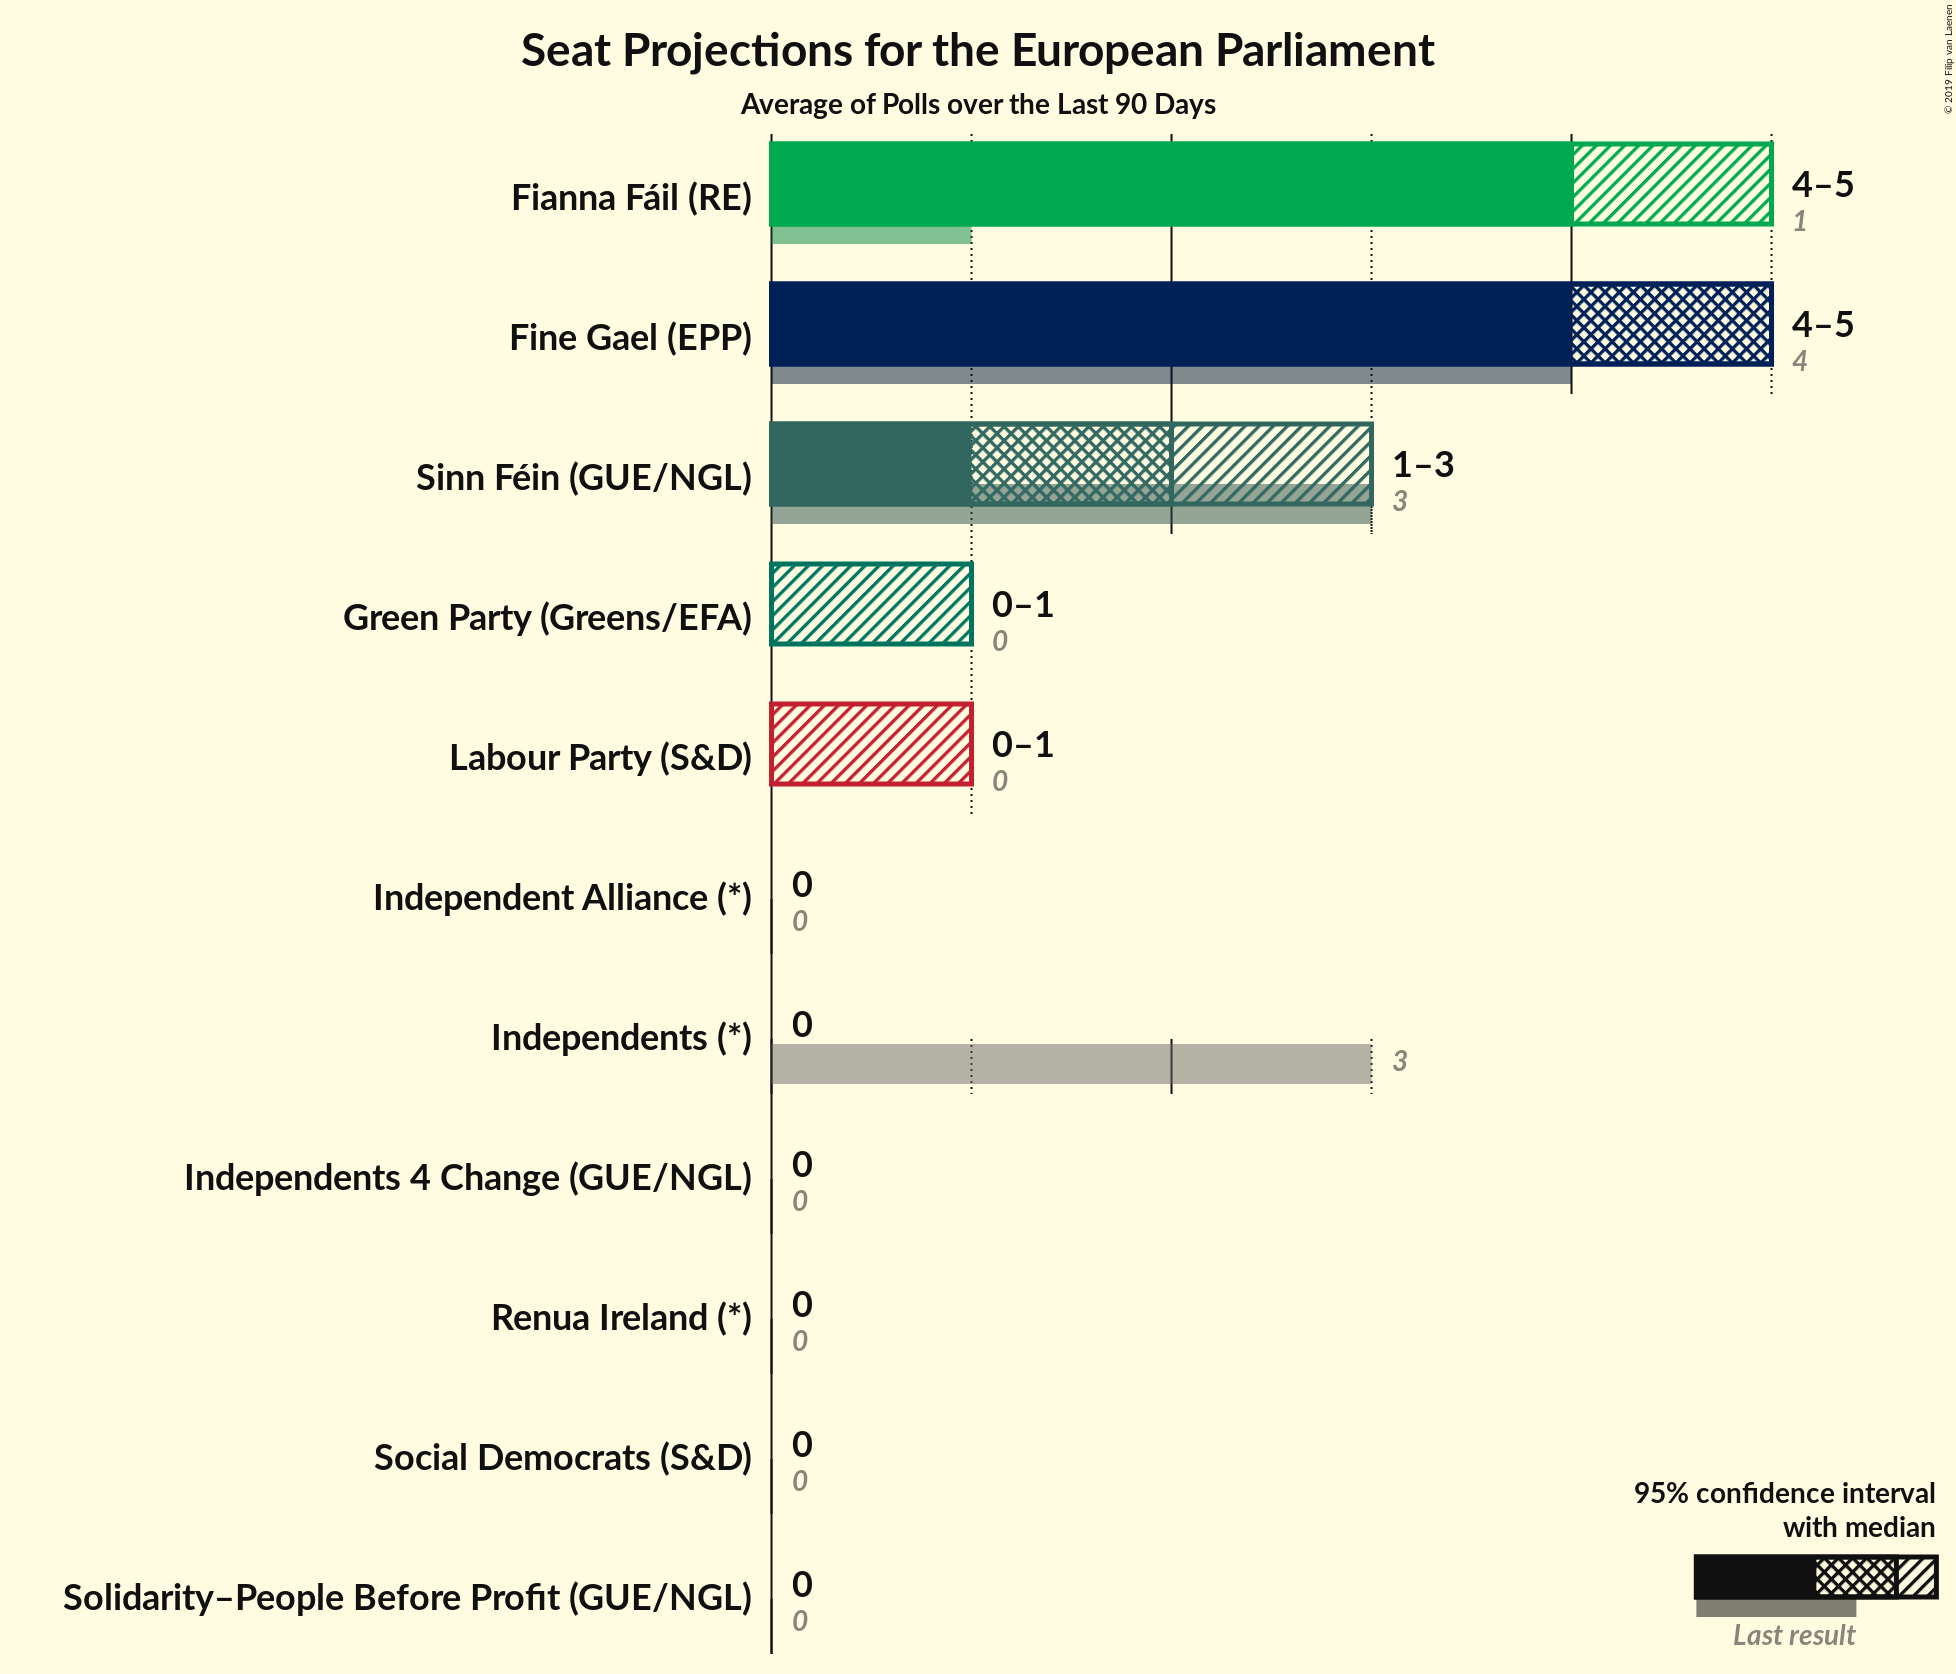 Seat Projections for the European Parliament
Average of Polls over the Last 90 Days
© 2019 Filip van Laenen
Fianna Fáil (RE)
4–5
1
Fine Gael (EPP)
4–5
4
Sinn Féin (GUE/NGL)
1–3
3
Green Party (Greens/EFA)
0–1
0
Labour Party (S&D)
0–1
0
Independent Alliance (*)
0
0
Independents (*)
0
3
Independents 4 Change (GUE/NGL)
0
0
Renua Ireland (*)
0
0
Social Democrats (S&D)
0
0
Solidarity–People Before Profit (GUE/NGL)
0
0
95% confidence interval
with median
Last result